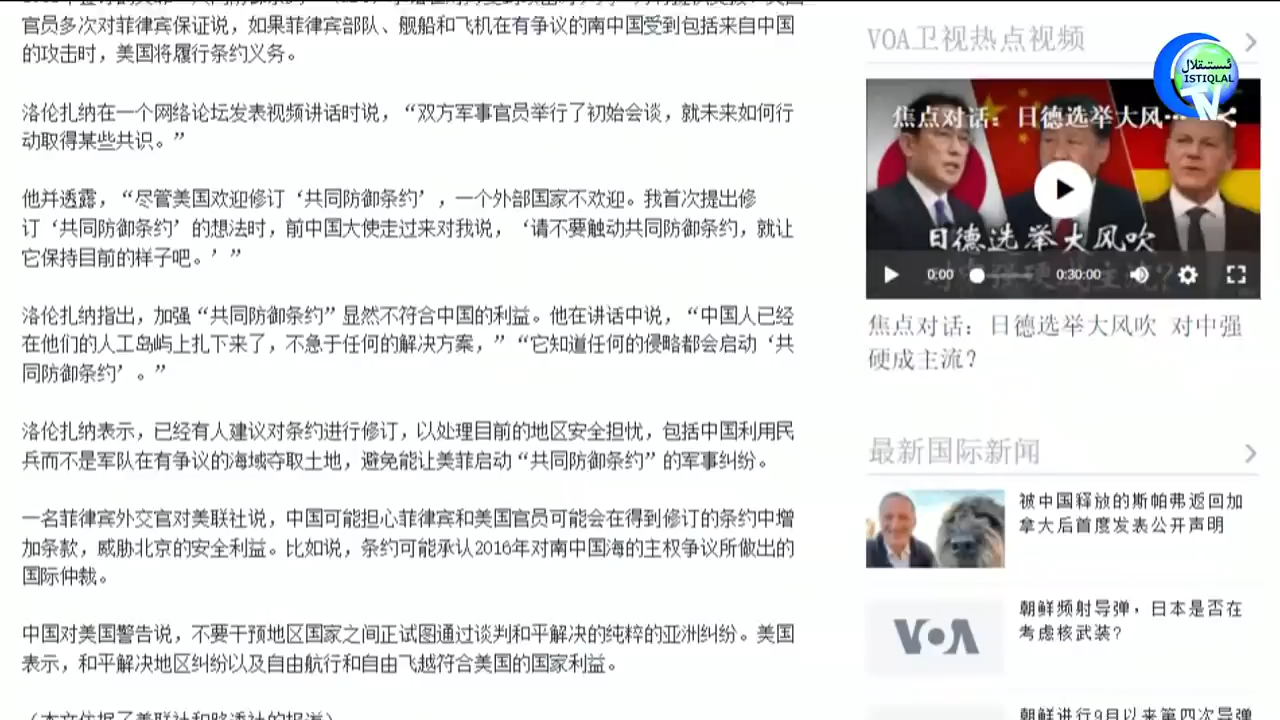 官员多次对菲律宾保证说，如果菲律宾部队、舰船和飞机在有争议的南中国受到包括来自中国
的攻击时，美国将履行条约义务。
洛伦扎纳在一个网络论坛发表视频讲话时说，“双方军事官员举行了初始会谈，就未来如何行
动取得某些共识。”
他并透露，“尽管美国欢迎修订‘共同防御条约’，一个外部国家不欢迎。我首次提出修
订‘共同防御条约’的想法时，前中国大使走过来对我说，‘请不要触动共同防御条约，就让
它保持目前的样子吧。’”
洛伦扎纳指出，加强“共同防御条约”显然不符合中国的利益。他在讲话中说，“中国人已经
在他们的人工岛屿上扎下来了，不急于任何的解决方案，”“它知道任何的侵略都会启动‘共
同防御条约’。”
洛伦扎纳表示，已经有人建议对条约进行修订，以处理目前的地区安全担忧，包括中国利用民
兵而不是军队在有争议的海域夺取土地，避免能让美菲启动“共同防御条约”的军事纠纷。
一名菲律宾外交官对美联社说，中国可能担心菲律宾和美国官员可能会在得到修订的条约中增
加条款，威胁北京的安全利益。比如说，条约可能承认2016年对南中国海的主权争议所做出的
国际仲裁。
中国对美国警告说，不要干预地区国家之间正试图通过谈判和平解决的纯粹的亚洲纠纷。美国
表示，和平解决地区纠纷以及自由航行和自由飞越符合美国的国家利益。
（本文依据了美联社和路透社的报道）
VOA卫视热点视频
ئىستىقلال
ISTIQLAL
TV
焦点对话：日德选举大风…
日德选举大风吹
0:00
0:30:00
焦点对话：日德选举大风吹 对中强
硬成主流？
最新国际新闻
被中国释放的斯帕弗返回加
拿大后首度发表公开声明
VOA
朝鲜频射导弹，日本是否在
考虑核武装？
朝鲜进行9月以来第四次导弹